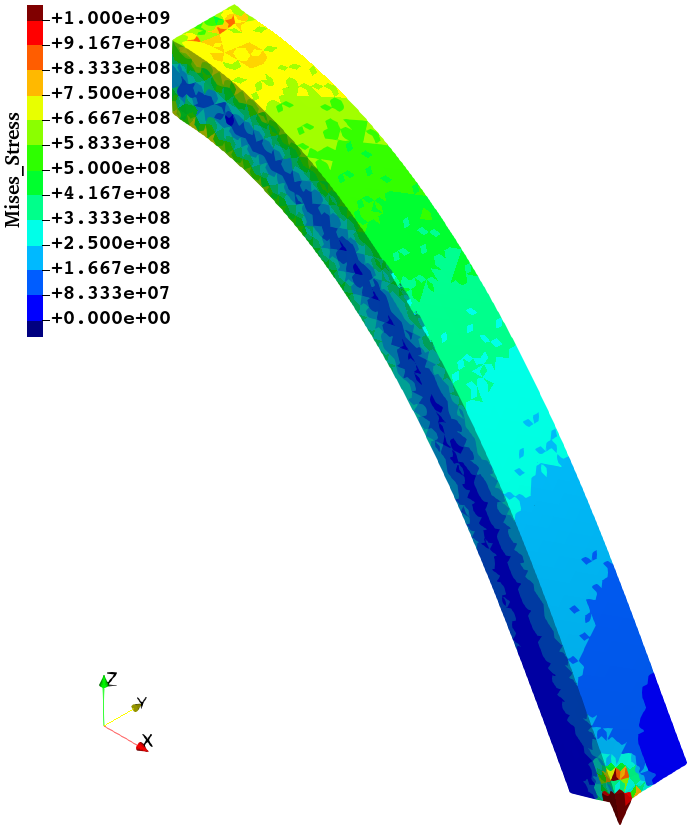 Mises_Stress
+1.000e+09
+9.167e+08
+8.333e+08
+7.500e+08
+6.667e+08
+5.833e+08
+5.000e+08
+4.167e+08
+3.333e+08
+2.500e+08
+1.667e+08
+8.333e+07
+0.000e+00
Z
Y
X